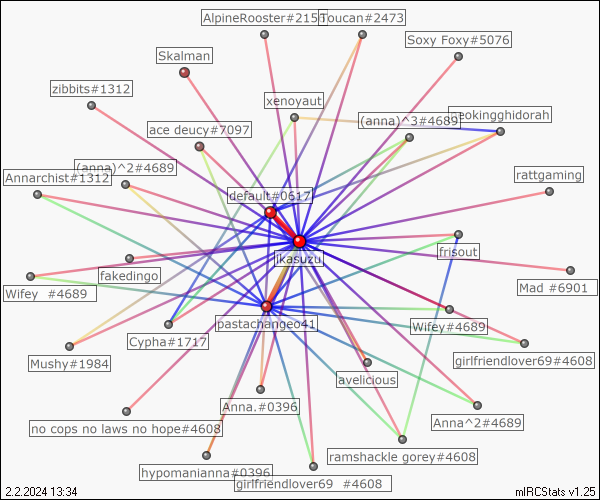 AlpineRooster#2151
Toucan#2473
Soxy Foxy#5076
Skalman
zibbits#1312
xenoyaut
neokingghidorah
(anna)^3#4689
ace deucy#7097
(anna)^2#4689
Annarchist#1312
rattgaming
default#0617
frisout
jkasuzu
fakedingo
Mad #6901
Wifey #4689
pastachange041
Wifey#4689
Cypha#1717
girlfriendlover69#4608
Mushy#1984
avelicious
Anna.#0396
Anna^2#4689
no cops no laws no hope#4608
ramshackle gorey#4608
hypomanianna#0396
girlfriendlover69 #4608
2.2.2024 13:34
mIRCStats v1.25